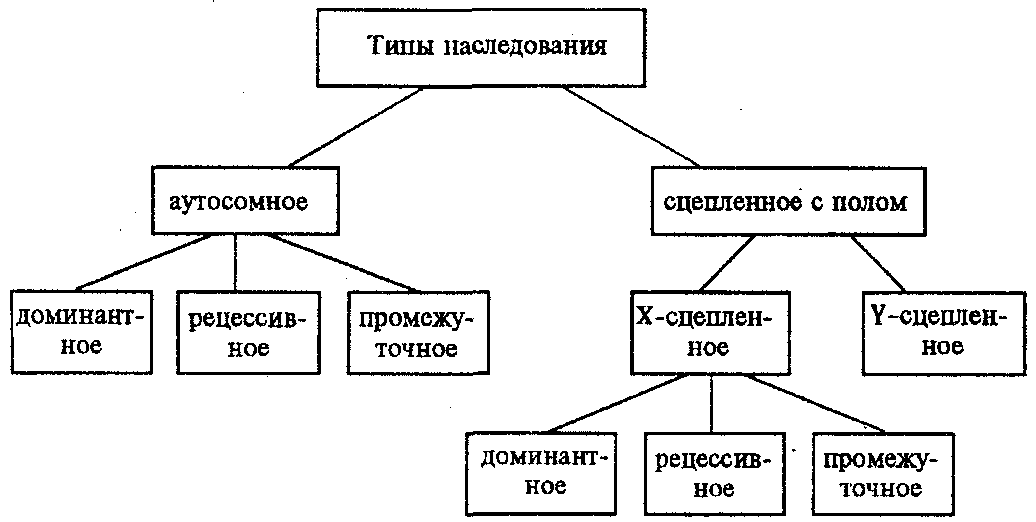 Типы наследования
аутосомное
сцепленное с полом
доминант-
ное
рецессив-
ное
промежу-
точное
X-сцеплен-
ное
Y-сцеплен-
ное
доминант-
ное
рецессив-
ное
промежу-
точное